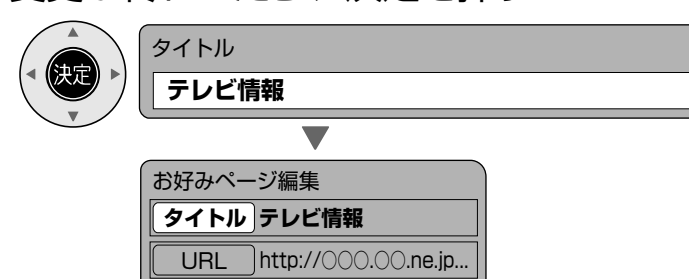 決定
タイトル
テレビ情報
お好みページ編集
タイトル テレビ情報
URL http://○○○.○○.ne.jp...